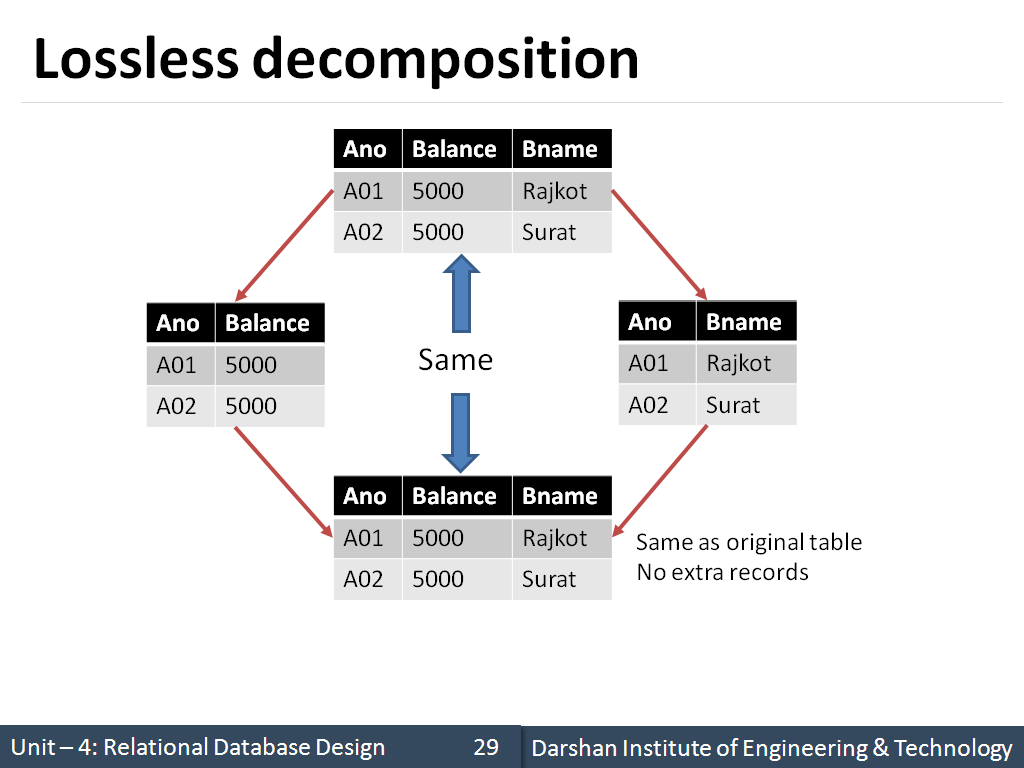 Lossless decomposition
Ano Balance Bname
A01 5000 Rajkot
A02 5000 Surat
Ano Balance
A01 5000
A02 5000
Same
Ano Bname
A01 Rajkot
A02 Surat
Ano Balance Bname
A01 5000 Rajkot
A02 5000 Surat
Same as original table
No extra records
Unit – 4: Relational Database Design 29 Darshan Institute of Engineering & Technology